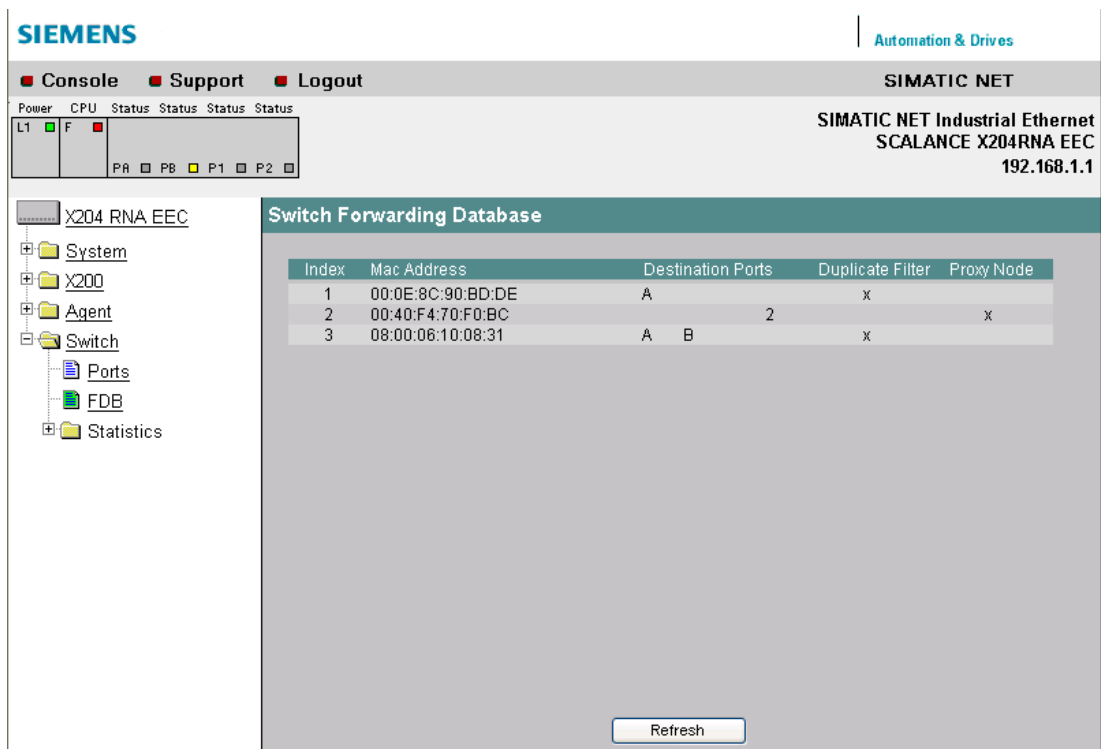 SIEMENS
Automation & Drives
Console Support Logout SIMATIC NET
Power CPU Status Status Status Status
L1 F
PA PB P1 P2
SIMATIC NET Industrial Ethernet
SCALANCE X204RNA EEC
192.168.1.1
X204 RNA EEC
System
X200
Agent
Switch
Ports
FDB
Statistics
Switch Forwarding Database
Index Mac Address Destination Ports Duplicate Filter Proxy Node
1 00:0E:8C:90:BD:DE A x
2 00:40:F4:70:F0:BC 2 x
3 08:00:06:10:08:31 A B x
Refresh